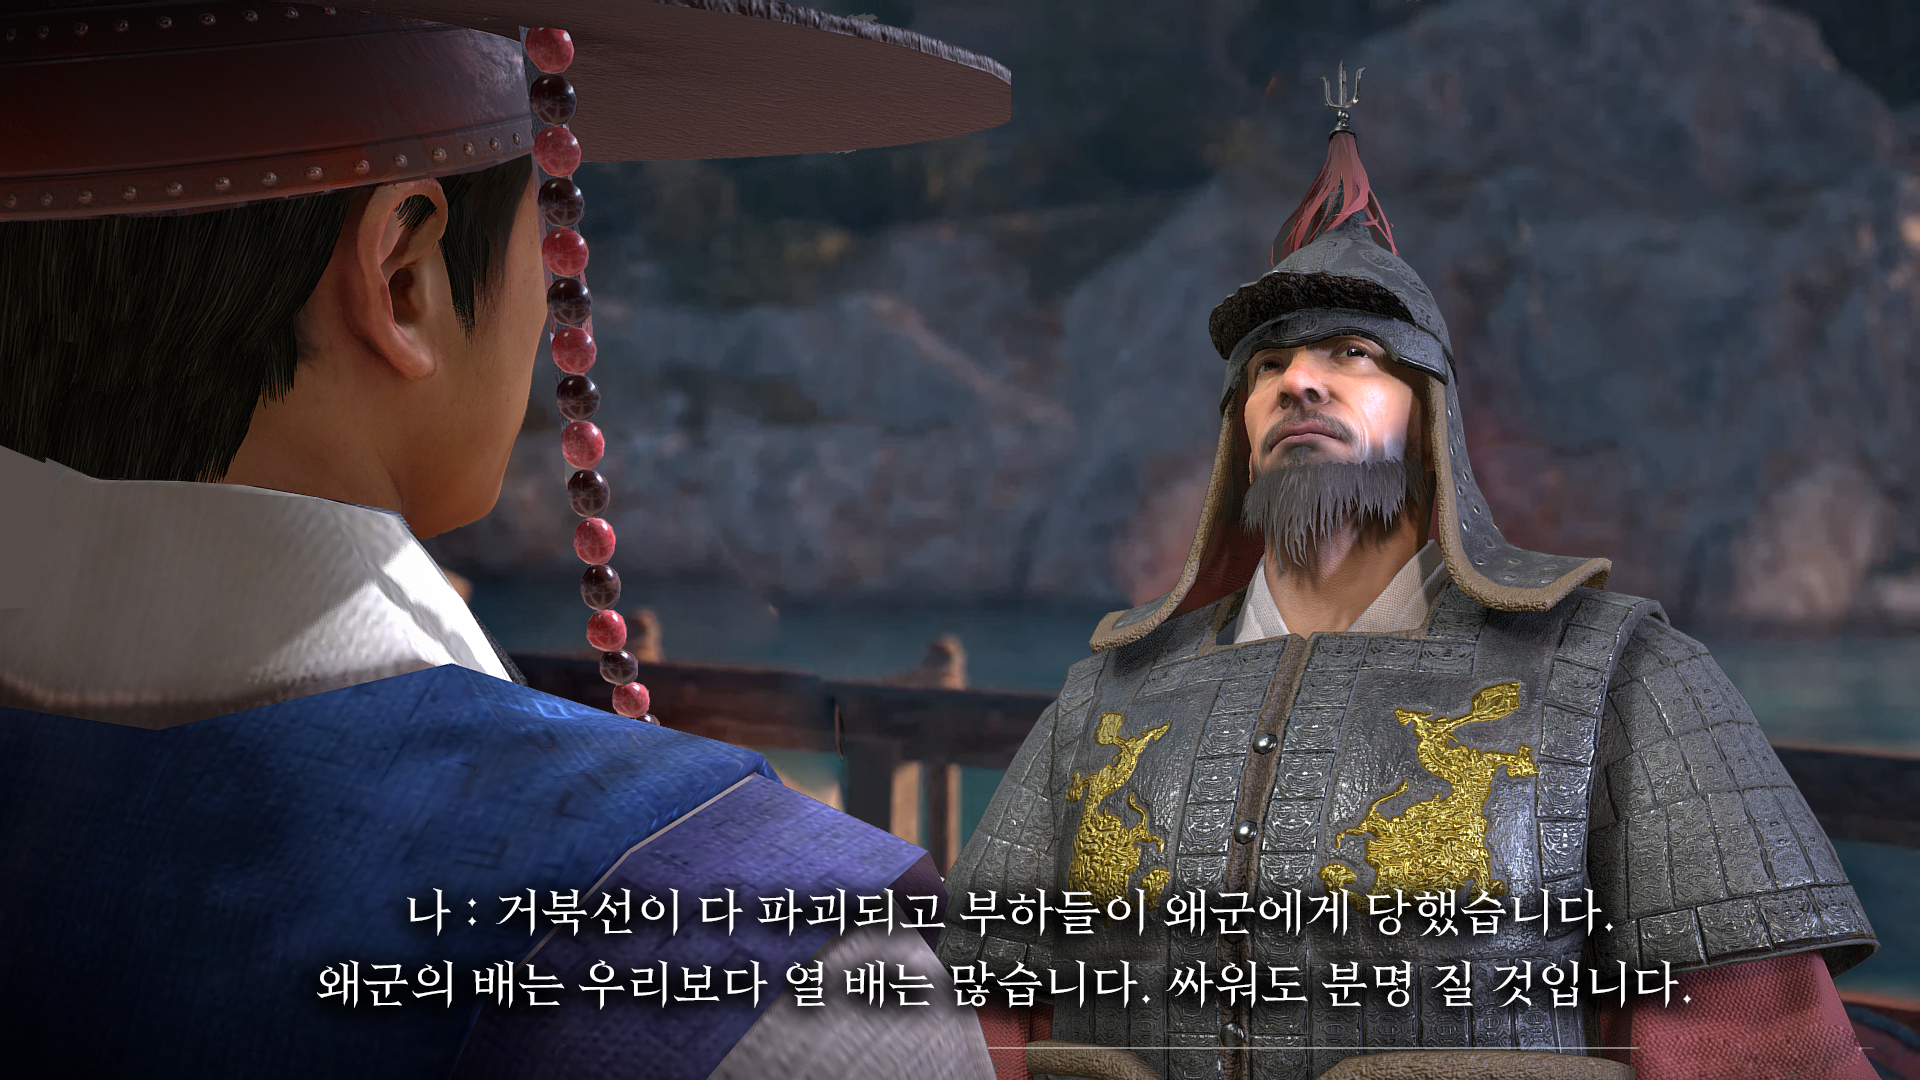 나 : 거북선이 다 파괴되고 부하들이 왜군에게 당했습니다.
왜군의 배는 우리보다 열 배는 많습니다. 싸워도 분명 질 것입니다.